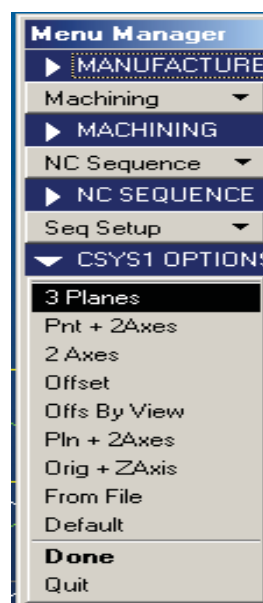 Menu Manager
MANUFACTURE
Machining
MACHINING
NC Sequence
NC SEQUENCE
Seq Setup
CSYS1 OPTIONS
3 Planes
Pnt + 2Axes
2 Axes
Offset
Offs By View
Pln + 2Axes
Orig + ZAxis
From File
Default
Done
Quit